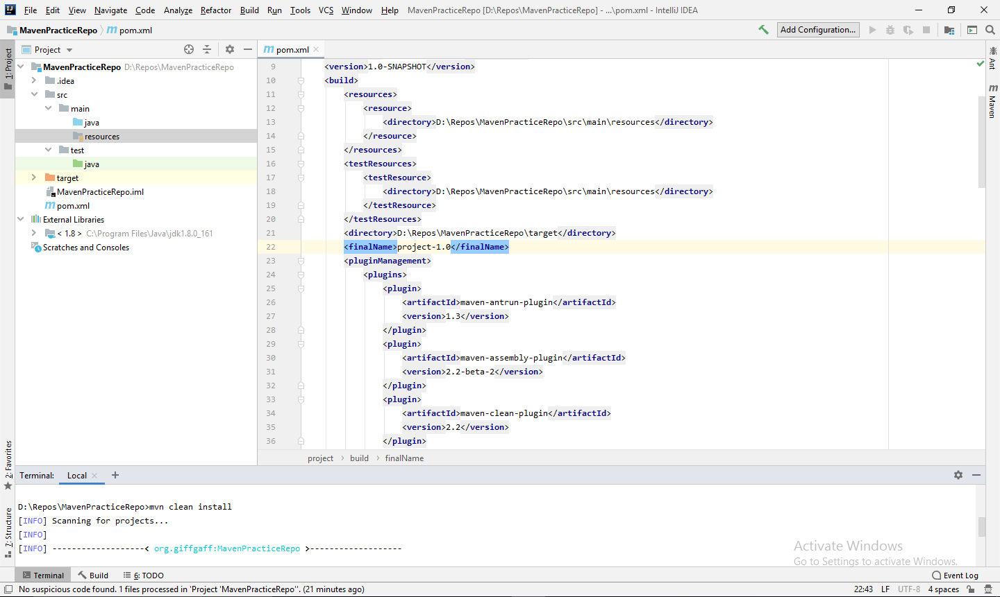 File Edit View Navigate Code Analyze Refactor Build Run Tools VCS Window Help MavenPracticeRepo [D:\Repos\MavenPracticeRepo] - ...\pom.xml - IntelliJ IDEA
MavenPracticeRepo pom.xml Add Configuration...
Project
pom.xml
1: Project
MavenPracticeRepo D:\Repos\MavenPracticeRepo
.idea
src
main
java
resources
test
java
target
MavenPracticeRepo.iml
pom.xml
External Libraries
< 1.8 > C:\Program Files\Java\jdk1.8.0_161
Scratches and Consoles
2: Favorites
7: Structure
9 <version>1.0-SNAPSHOT</version>
10 <build>
11 <resources>
12 <resource>
13 <directory>D:\Repos\MavenPracticeRepo\src\main\resources</directory>
14 </resource>
15 </resources>
16 <testResources>
17 <testResource>
18 <directory>D:\Repos\MavenPracticeRepo\src\main\resources</directory>
19 </testResource>
20 </testResources>
21 <directory>D:\Repos\MavenPracticeRepo\target</directory>
22 <finalName>project-1.0</finalName>
23 <pluginManagement>
24 <plugins>
25 <plugin>
26 <artifactId>maven-antrun-plugin</artifactId>
27 <version>1.3</version>
28 </plugin>
29 <plugin>
30 <artifactId>maven-assembly-plugin</artifactId>
31 <version>2.2-beta-2</version>
32 </plugin>
33 <plugin>
34 <artifactId>maven-clean-plugin</artifactId>
35 <version>2.2</version>
36 </plugin>
project > build > finalName
Ant
Maven
Terminal: Local +
D:\Repos\MavenPracticeRepo>mvn clean install
[INFO] Scanning for projects...
[INFO]
[INFO] -------------------< org.giffgaff:MavenPracticeRepo >-------------------
Activate Windows
Go to Settings to activate Windows.
Terminal Build 6: TODO Event Log
No suspicious code found. 1 files processed in 'Project 'MavenPracticeRepo''. (21 minutes ago) 22:43 LF UTF-8 4 spaces